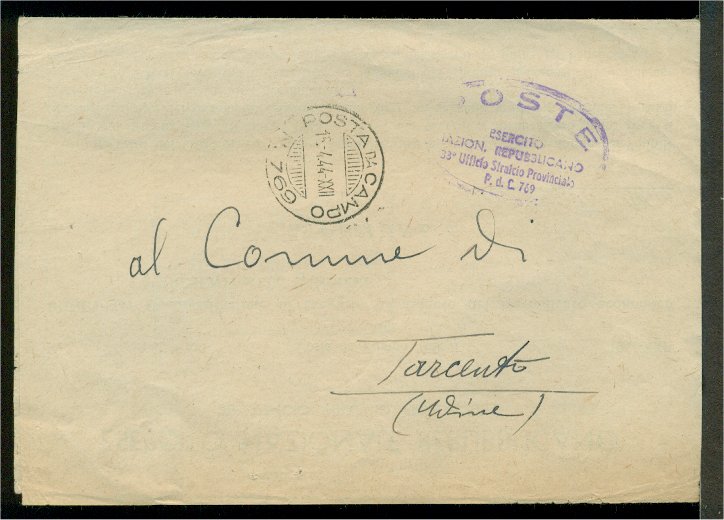 POSTA DA CAMPO
N. 769
15.4.44-XXII
POSTE
ESERCITO
NAZION. REPUBBLICANO
33° Ufficio Stralcio Provinciale
P. d. C. 769
al Comune di
Tarcento
(Udine)